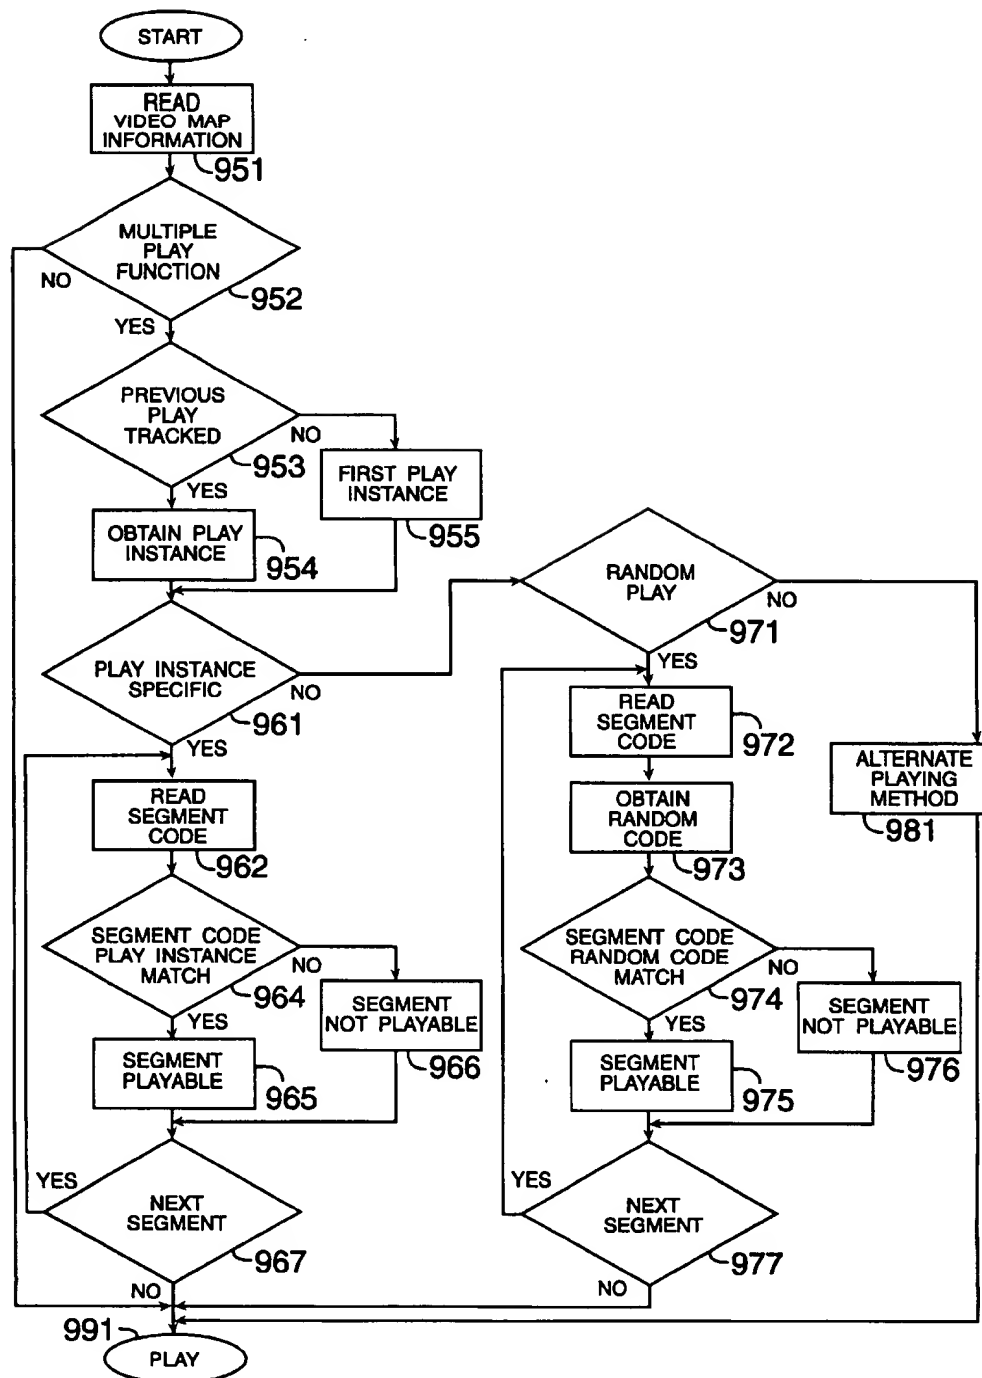 START
READ
VIDEO MAP
INFORMATION
951
MULTIPLE
PLAY
FUNCTION
NO
952
YES
PREVIOUS
PLAY
TRACKED
NO
953
YES
FIRST PLAY
INSTANCE
955
OBTAIN PLAY
INSTANCE
954
PLAY INSTANCE
SPECIFIC
NO
961
YES
READ
SEGMENT
CODE
962
SEGMENT CODE
PLAY INSTANCE
MATCH
NO
964
YES
SEGMENT
NOT PLAYABLE
966
SEGMENT
PLAYABLE
965
YES
NEXT
SEGMENT
967
NO
RANDOM
PLAY
NO
971
YES
READ
SEGMENT
CODE
972
OBTAIN
RANDOM
CODE
973
SEGMENT CODE
RANDOM CODE
MATCH
NO
974
YES
SEGMENT
NOT PLAYABLE
976
SEGMENT
PLAYABLE
975
YES
NEXT
SEGMENT
977
NO
ALTERNATE
PLAYING
METHOD
981
991
PLAY